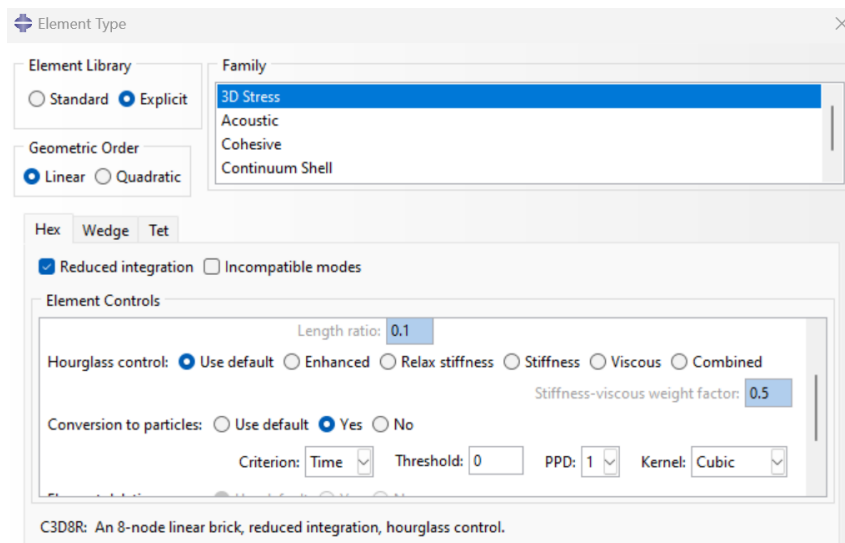 Element Type
Element Library
Family
Standard Explicit
3D Stress
Acoustic
Cohesive
Continuum Shell
Geometric Order
Linear Quadratic
Hex Wedge Tet
Reduced integration Incompatible modes
Element Controls
Length ratio: 0.1
Hourglass control: Use default Enhanced Relax stiffness Stiffness Viscous Combined
Stiffness-viscous weight factor: 0.5
Conversion to particles: Use default Yes No
Criterion: Time Threshold: 0 PPD: 1 Kernel: Cubic
C3D8R: An 8-node linear brick, reduced integration, hourglass control.